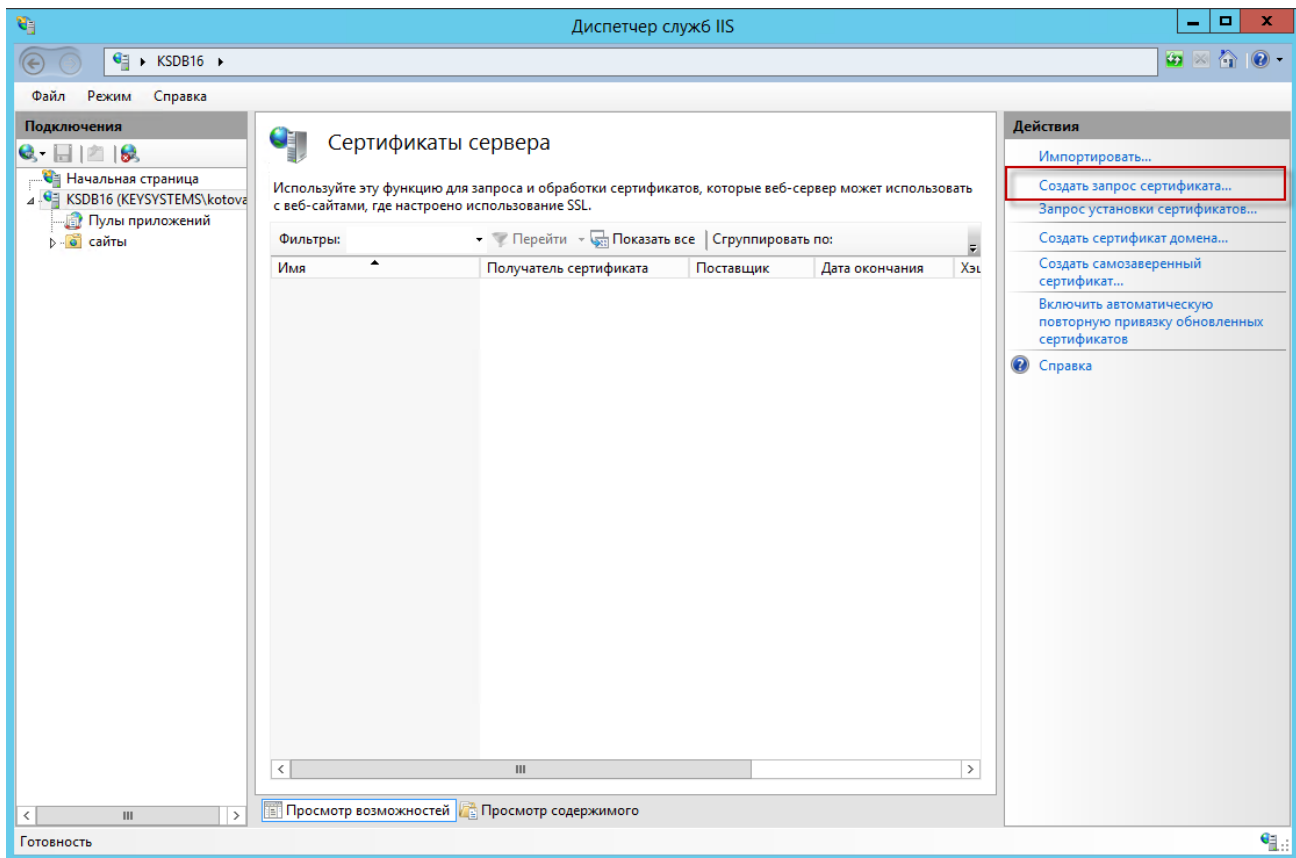 Диспетчер служб IIS
KSDB16
Файл Режим Справка
Подключения
Начальная страница
KSDB16 (KEYSYSTEMS\kotova
Пулы приложений
сайты
Сертификаты сервера
Используйте эту функцию для запроса и обработки сертификатов, которые веб-сервер может использовать
с веб-сайтами, где настроено использование SSL.
Фильтры: Перейти Показать все Сгруппировать по:
Имя Получатель сертификата Поставщик Дата окончания Хэш
Просмотр возможностей Просмотр содержимого
Действия
Импортировать...
Создать запрос сертификата...
Запрос установки сертификатов...
Создать сертификат домена...
Создать самозаверенный
сертификат...
Включить автоматическую
повторную привязку обновленных
сертификатов
Справка
Готовность